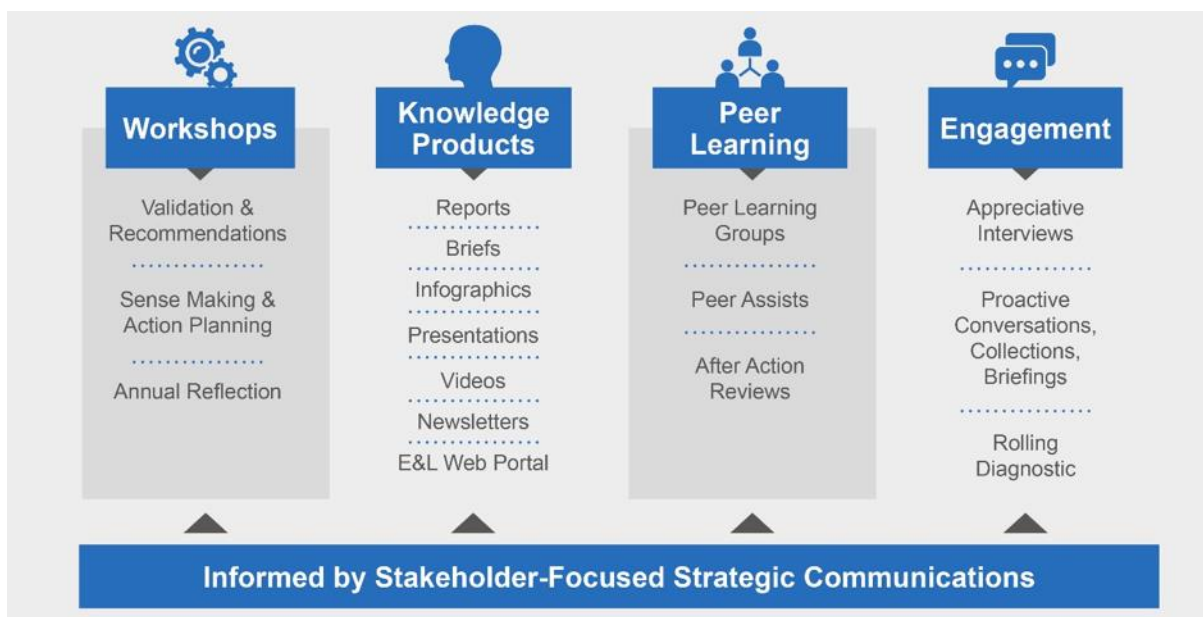 Workshops
Validation &
Recommendations
Sense Making &
Action Planning
Annual Reflection
Knowledge
Products
Reports
Briefs
Infographics
Presentations
Videos
Newsletters
E&L Web Portal
Peer
Learning
Peer Learning
Groups
Peer Assists
After Action
Reviews
Engagement
Appreciative
Interviews
Proactive
Conversations,
Collections,
Briefings
Rolling
Diagnostic
Informed by Stakeholder-Focused Strategic Communications